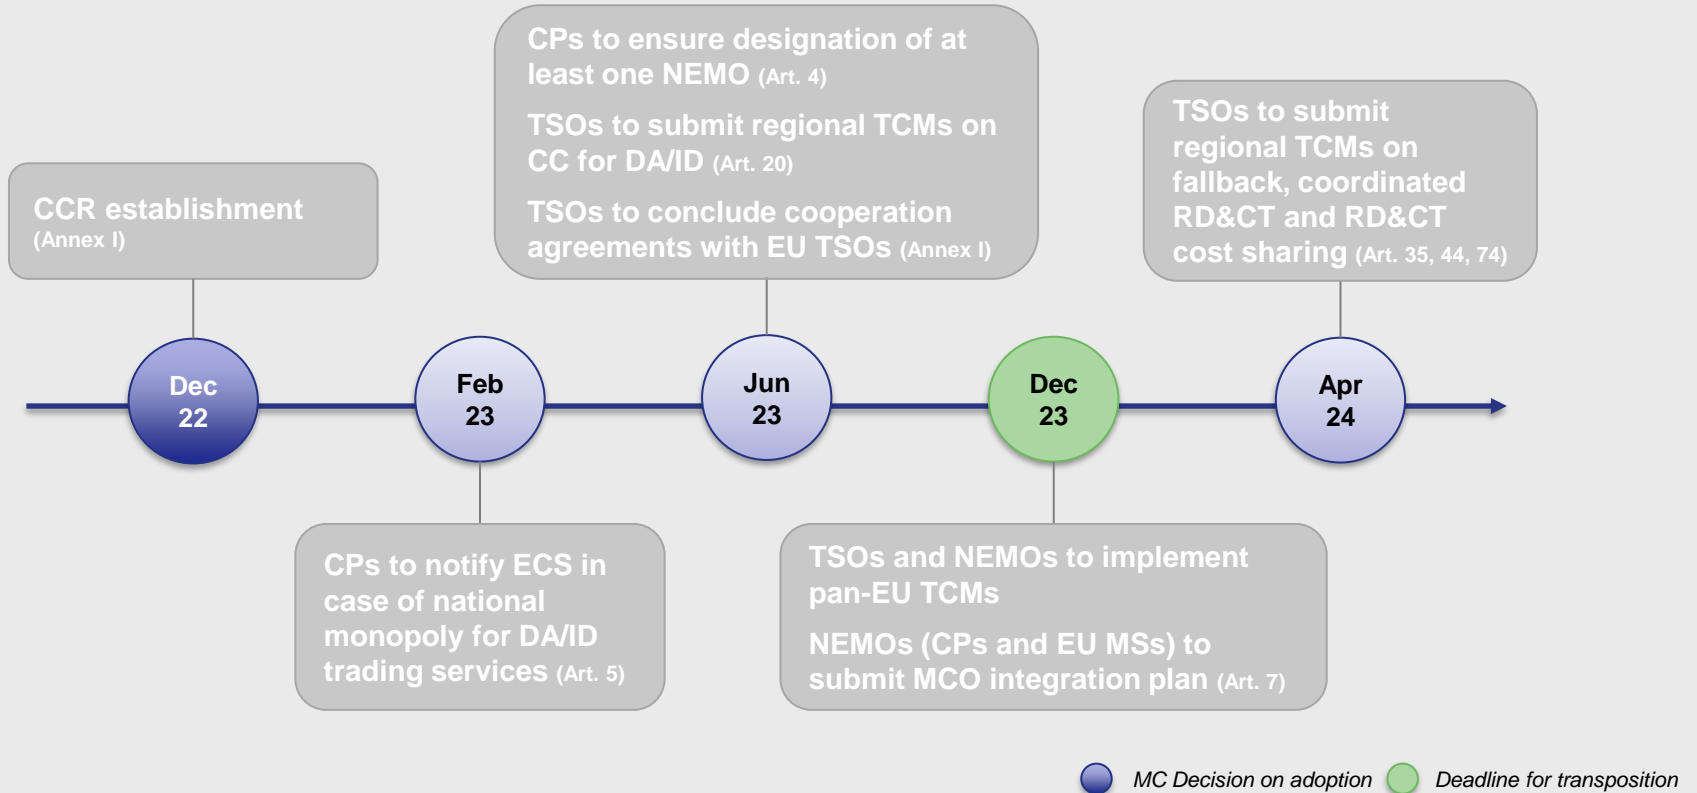 CPs to ensure designation of at
least one NEMO (Art. 4)
TSOs to submit regional TCMs on
CC for DA/ID (Art. 20)
TSOs to conclude cooperation
agreements with EU TSOs (Annex I)
TSOs to submit
regional TCMs on
fallback, coordinated
RD&CT and RD&CT
cost sharing (Art. 35, 44, 74)
CCR establishment
(Annex I)
Dec
22
Feb
23
Jun
23
Dec
23
Apr
24
CPs to notify ECS in
case of national
monopoly for DA/ID
trading services (Art. 5)
TSOs and NEMOs to implement
pan-EU TCMs
NEMOs (CPs and EU MSs) to
submit MCO integration plan (Art. 7)
MC Decision on adoption
Deadline for transposition